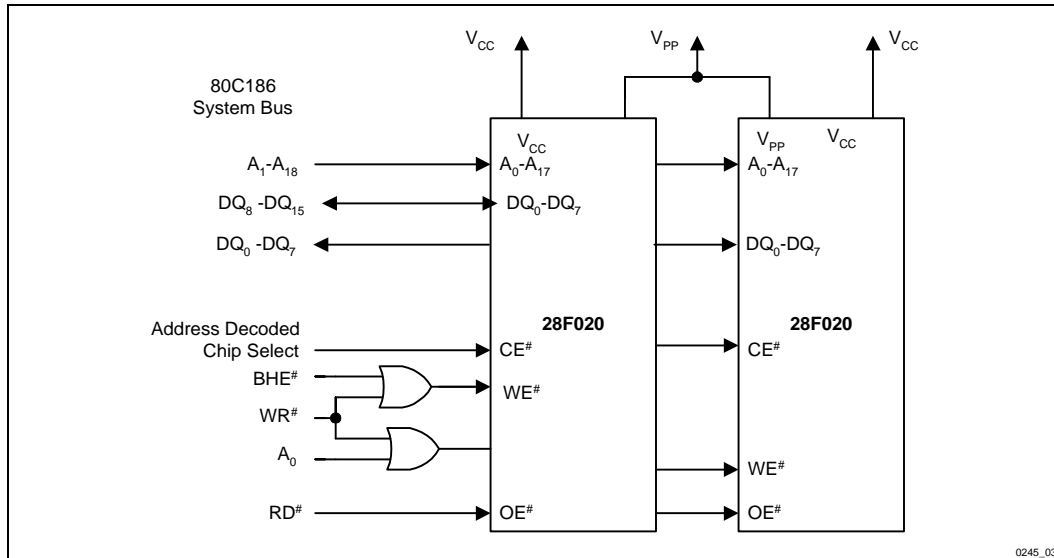 V_CC V_PP V_CC
80C186
System Bus
V_CC V_PP V_CC
A_1-A_18 A_0-A_17 A_0-A_17
DQ_8 -DQ_15 DQ_0-DQ_7
DQ_0 -DQ_7 DQ_0-DQ_7
28F020 28F020
Address Decoded
Chip Select CE# CE#
BHE#
WE#
WR#
A_0
WE#
RD# OE# OE#
0245_03